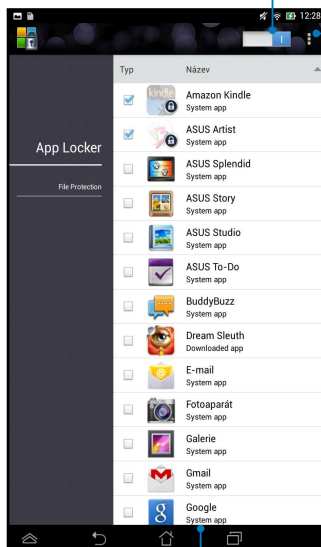 12:28
Typ Název
App Locker
File Protection
kindle
Amazon Kindle
System app
ASUS Artist
System app
ASUS Splendid
System app
ASUS Story
System app
ASUS Studio
System app
ASUS To-Do
System app
BuddyBuzz
System app
Dream Sleuth
Downloaded app
E-mail
System app
Fotoaparát
System app
Galerie
System app
Gmail
System app
Google
System app